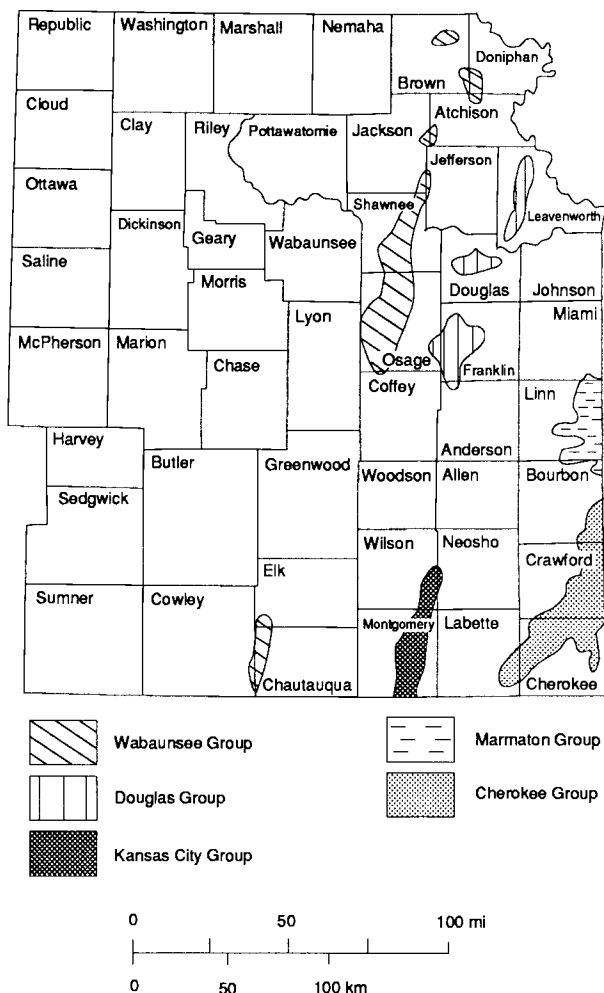 Republic
Washington
Marshall
Nemaha
Doniphan
Brown
Cloud
Clay
Riley
Pottawatomie
Jackson
Atchison
Ottawa
Jefferson
Leavenworth
Dickinson
Geary
Wabaunsee
Shawnee
Saline
Morris
Douglas
Johnson
McPherson
Marion
Lyon
Osage
Franklin
Miami
Chase
Coffey
Linn
Harvey
Butler
Greenwood
Anderson
Sedgwick
Woodson
Allen
Bourbon
Wilson
Neosho
Elk
Crawford
Sumner
Cowley
Montgomery
Labette
Chautauqua
Cherokee
Wabaunsee Group
Marmaton Group
Douglas Group
Cherokee Group
Kansas City Group
0 50 100 mi
0 50 100 km